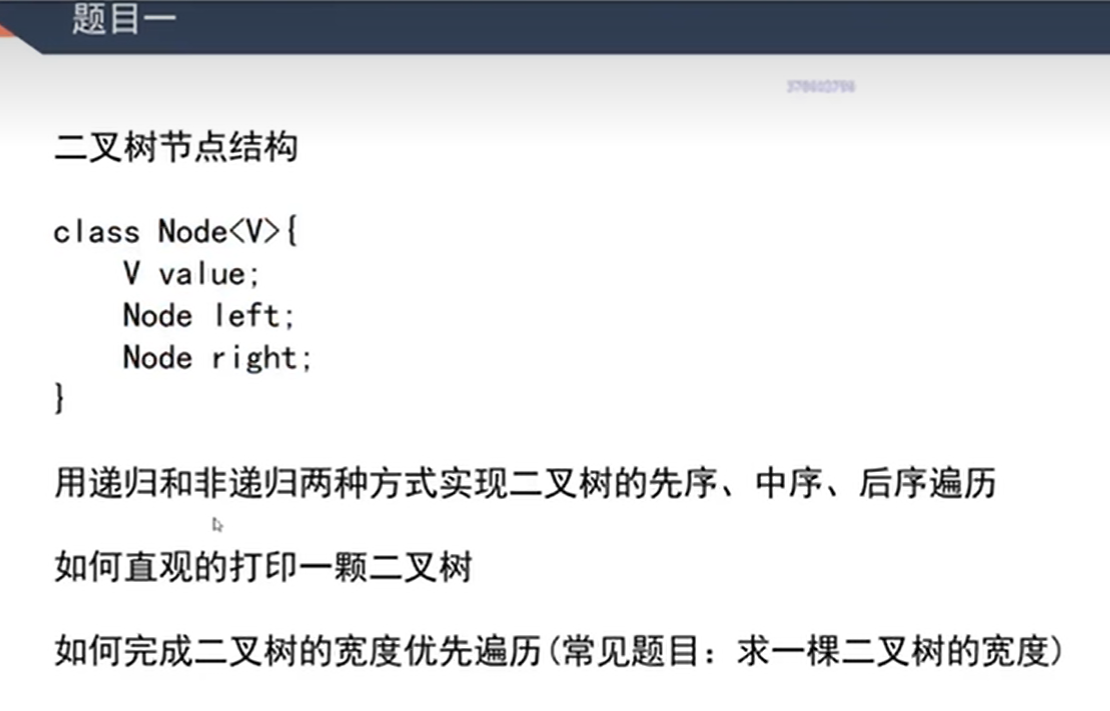 题目一
二叉树节点结构
class Node<V>{
    V value;
    Node left;
    Node right;
}
用递归和非递归两种方式实现二叉树的先序、中序、后序遍历
如何直观的打印一颗二叉树
如何完成二叉树的宽度优先遍历(常见题目：求一棵二叉树的宽度)